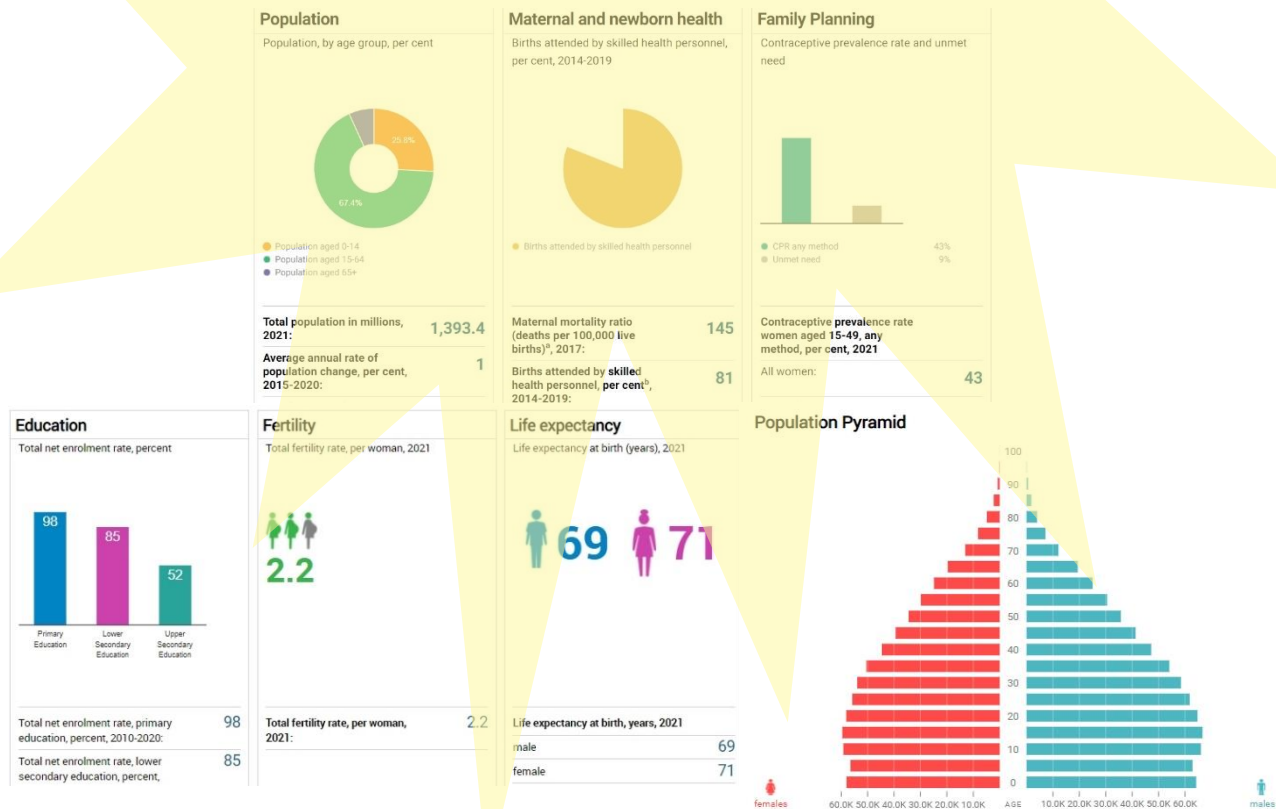 Population
Population, by age group, per cent
25.8%
67.4%
Population aged 0-14
Population aged 15-64
Population aged 65+
Total population in millions,
2021:
1,393.4
Average annual rate of
population change, per cent,
2015-2020:
1
Maternal and newborn health
Births attended by skilled health personnel,
per cent, 2014-2019
Births attended by skilled health personnel
Maternal mortality ratio
(deaths per 100,000 live
births)ª, 2017:
145
Births attended by skilled
health personnel, per centᵇ,
2014-2019:
81
Family Planning
Contraceptive prevalence rate and unmet
need
CPR any method 43%
Unmet need 9%
Contraceptive prevalence rate
women aged 15-49, any
method, per cent, 2021
All women: 43
Education
Total net enrolment rate, percent
98
85
52
Primary
Education
Lower
Secondary
Education
Upper
Secondary
Education
Total net enrolment rate, primary
education, percent, 2010-2020:
98
Total net enrolment rate, lower
secondary education, percent,
85
Fertility
Total fertility rate, per woman, 2021
2.2
Total fertility rate, per woman,
2021:
2.2
Life expectancy
Life expectancy at birth (years), 2021
69 71
Life expectancy at birth, years, 2021
male 69
female 71
Population Pyramid
100
90
80
70
60
50
40
30
20
10
0
60.0K 50.0K 40.0K 30.0K 20.0K 10.0K AGE 10.0K 20.0K 30.0K 40.0K 50.0K 60.0
females males